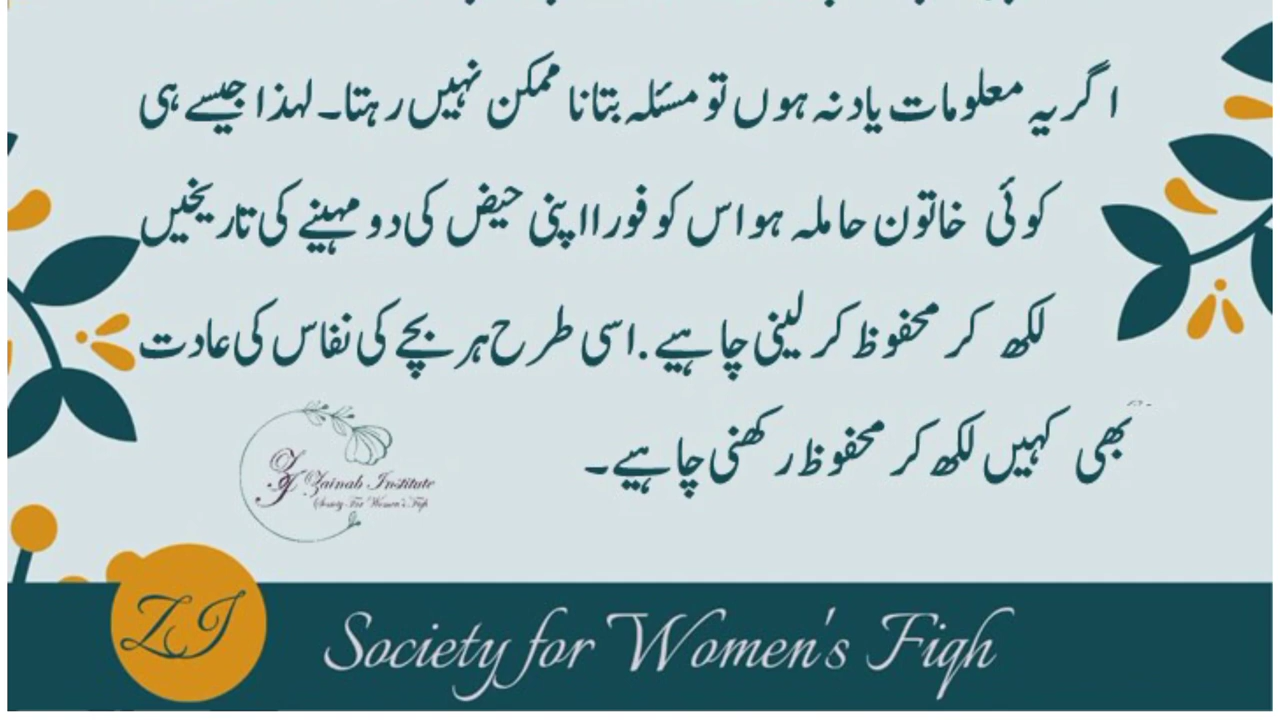 اگر یہ معلومات یاد نہ ہوں تو مسئلہ بتانا ممکن نہیں رہتا۔ لہذا جیسے ہی
کوئی خاتون حاملہ ہو اس کو فورا اپنی حیض کی دو مہینے کی تاریخیں
لکھ کر محفوظ کر لینی چاہیے. اسی طرح ہر بچے کی نفاس کی عادت
بھی کہیں لکھ کر محفوظ رکھنی چاہیے۔
ZI
Zainab Institute
Society For Women's Fiqh
ZI
Society for Women's Fiqh